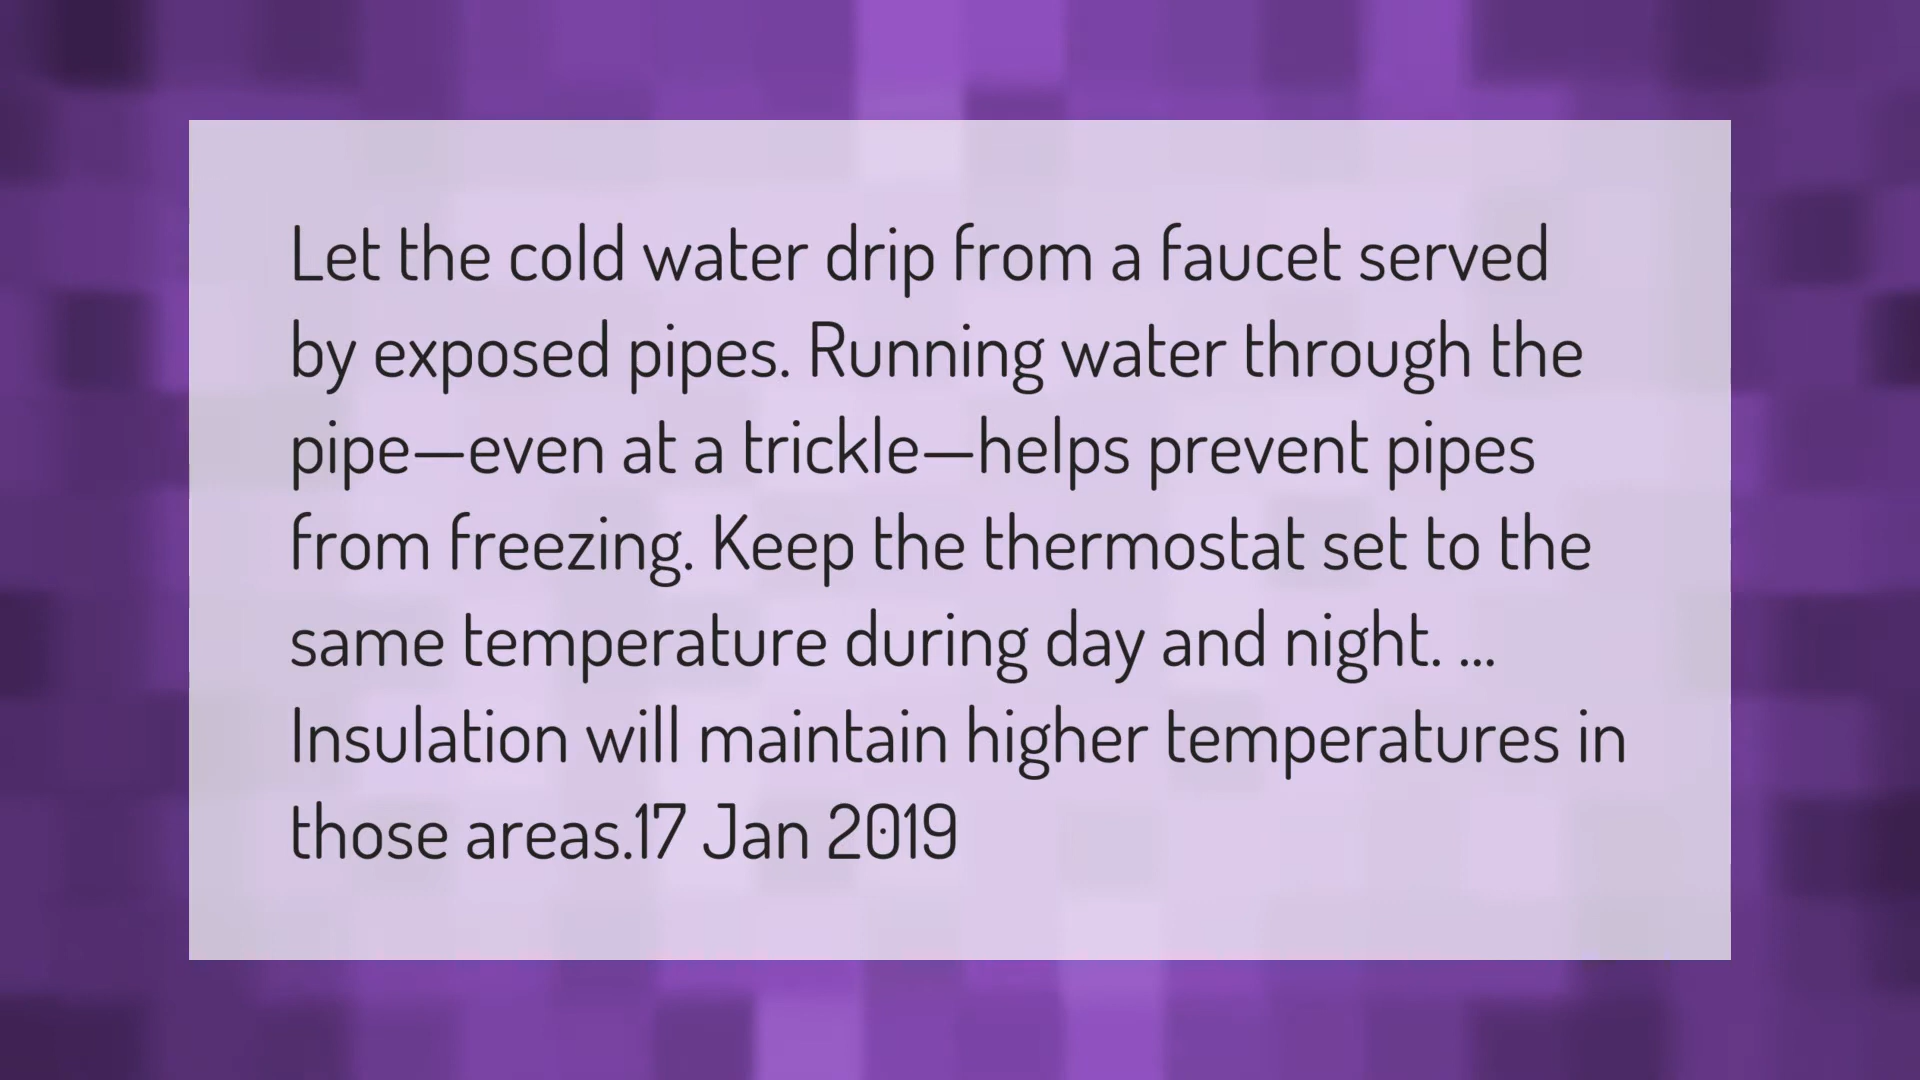 Let the cold water drip from a faucet served
by exposed pipes. Running water through the
pipe—even at a trickle—helps prevent pipes
from freezing. Keep the thermostat set to the
same temperature during day and night. ...
Insulation will maintain higher temperatures in
those areas.17 Jan 2019